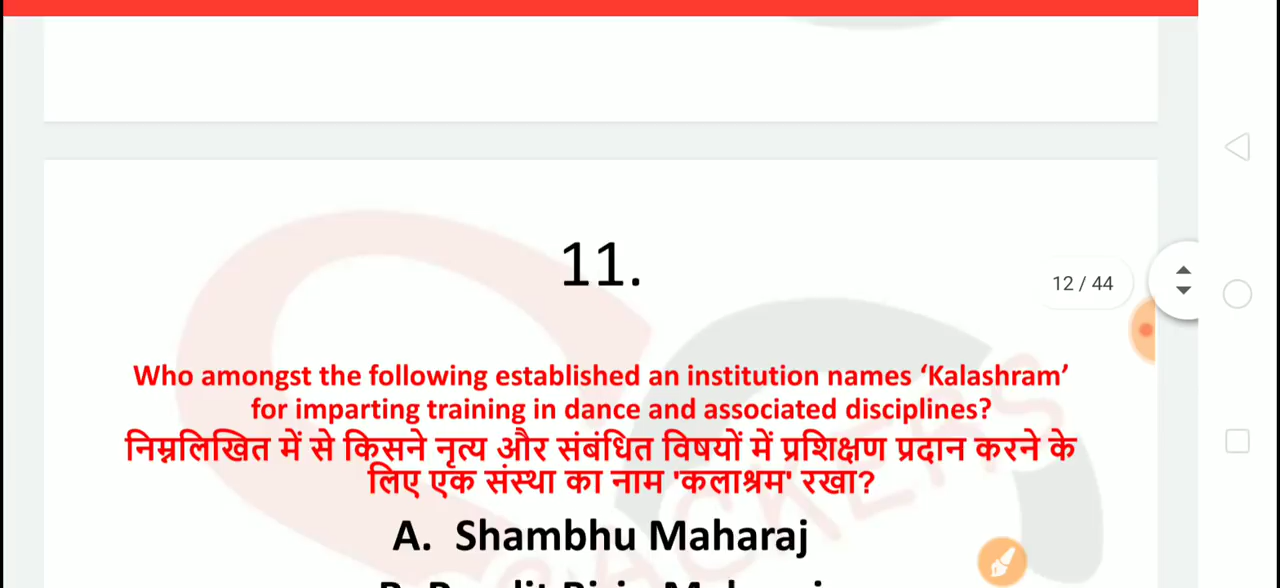 11.
12 / 44
Who amongst the following established an institution names ‘Kalashram’
for imparting training in dance and associated disciplines?
निम्नलिखित में से किसने नृत्य और संबंधित विषयों में प्रशिक्षण प्रदान करने के
लिए एक संस्था का नाम 'कलाश्रम' रखा?
A. Shambhu Maharaj